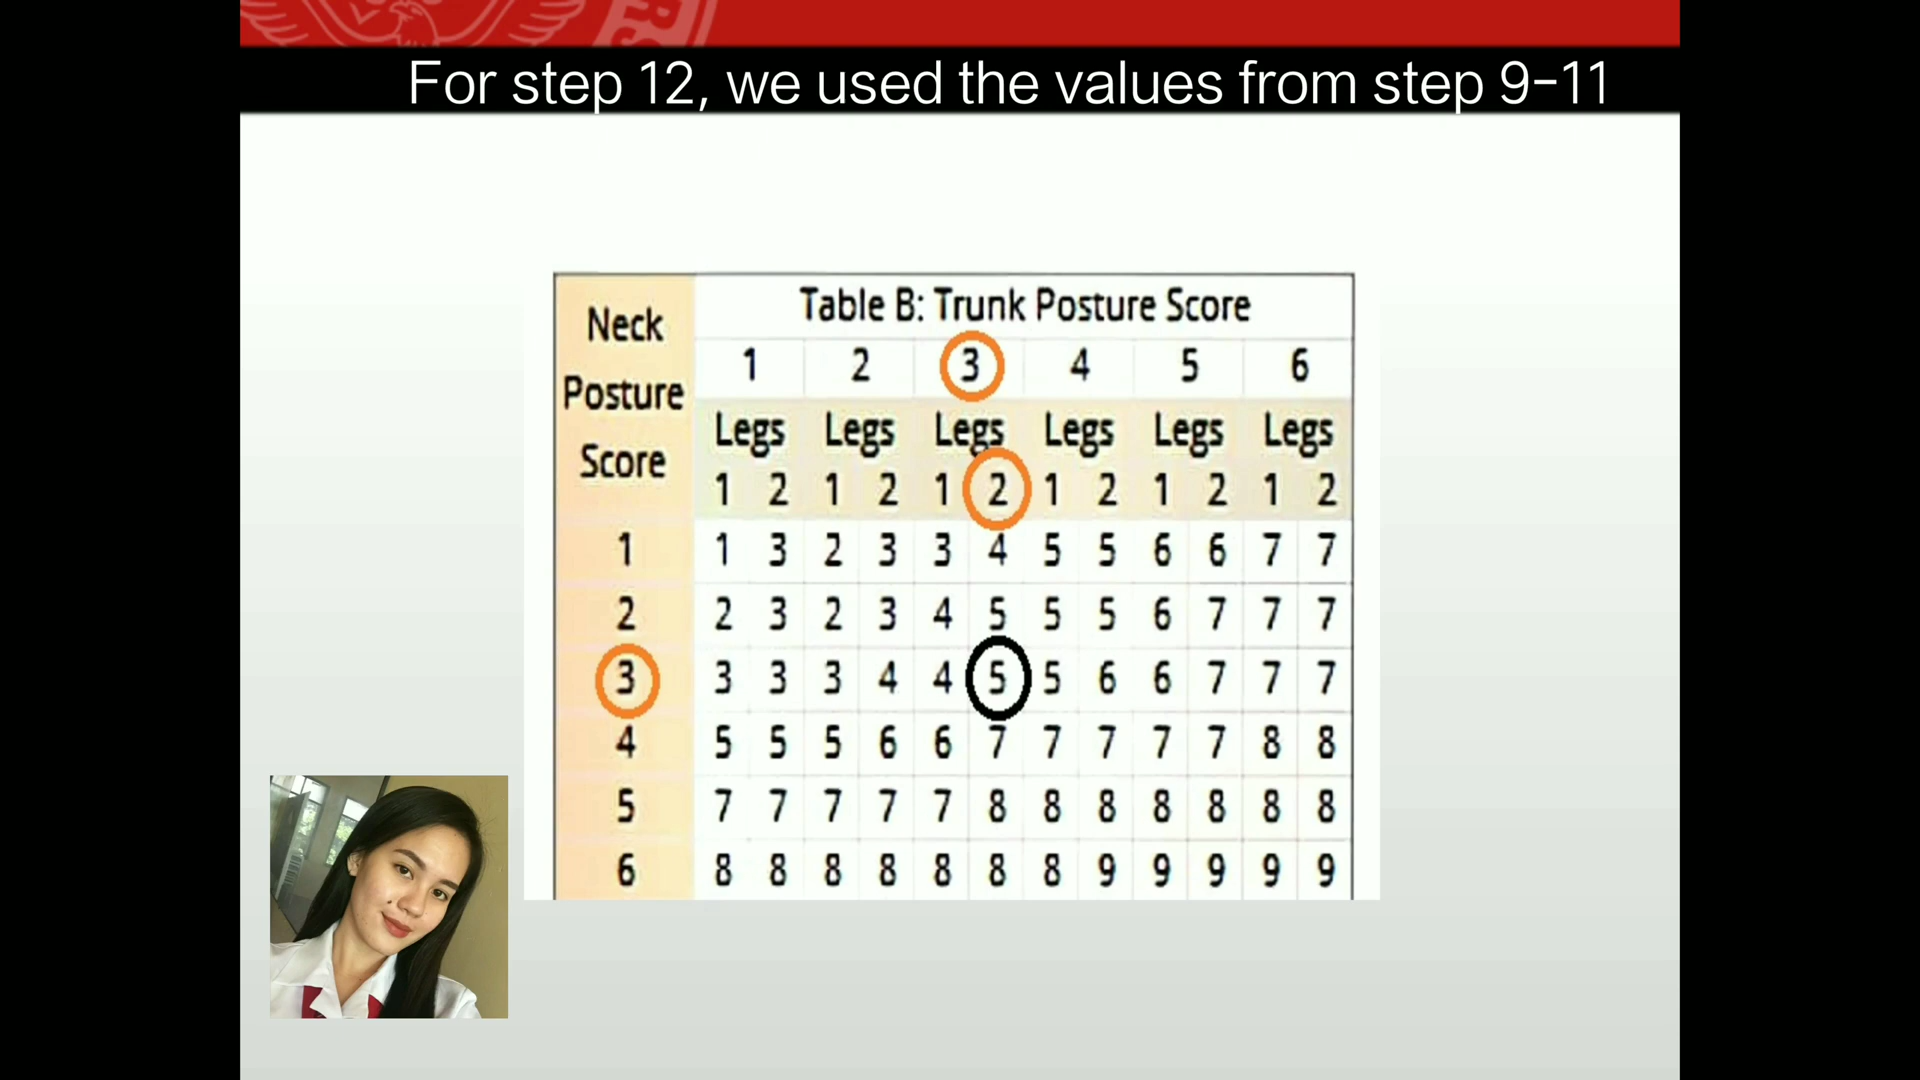 For step 12, we used the values from step 9-11
Neck Posture Score
Table B: Trunk Posture Score
1 2 3 4 5 6
Legs Legs Legs Legs Legs Legs
1 2 1 2 1 2 1 2 1 2 1 2
1 1 3 2 3 3 4 5 5 6 6 7 7
2 2 3 2 3 4 5 5 5 6 7 7 7
3 3 3 3 4 4 5 5 6 6 7 7 7
4 5 5 5 6 6 7 7 7 7 7 8 8
5 7 7 7 7 7 8 8 8 8 8 8 8
6 8 8 8 8 8 8 8 9 9 9 9 9